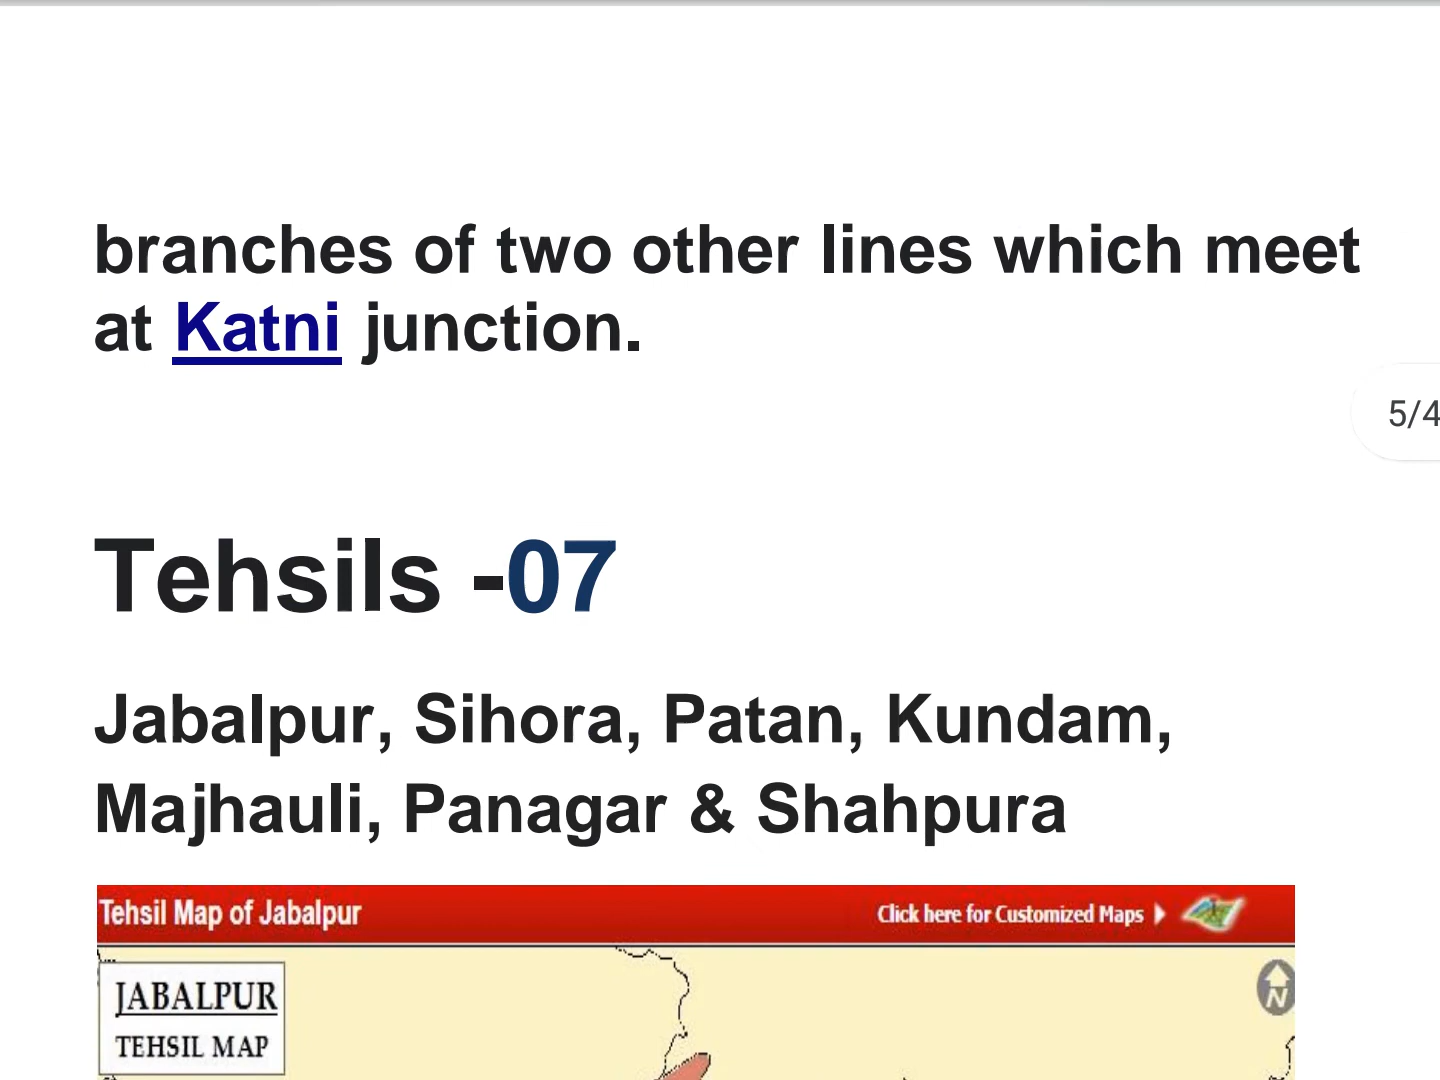 branches of two other lines which meet
at Katni junction.
5/4
Tehsils -07
Jabalpur, Sihora, Patan, Kundam,
Majhauli, Panagar & Shahpura
Tehsil Map of Jabalpur
Click here for Customized Maps
JABALPUR
TEHSIL MAP
N